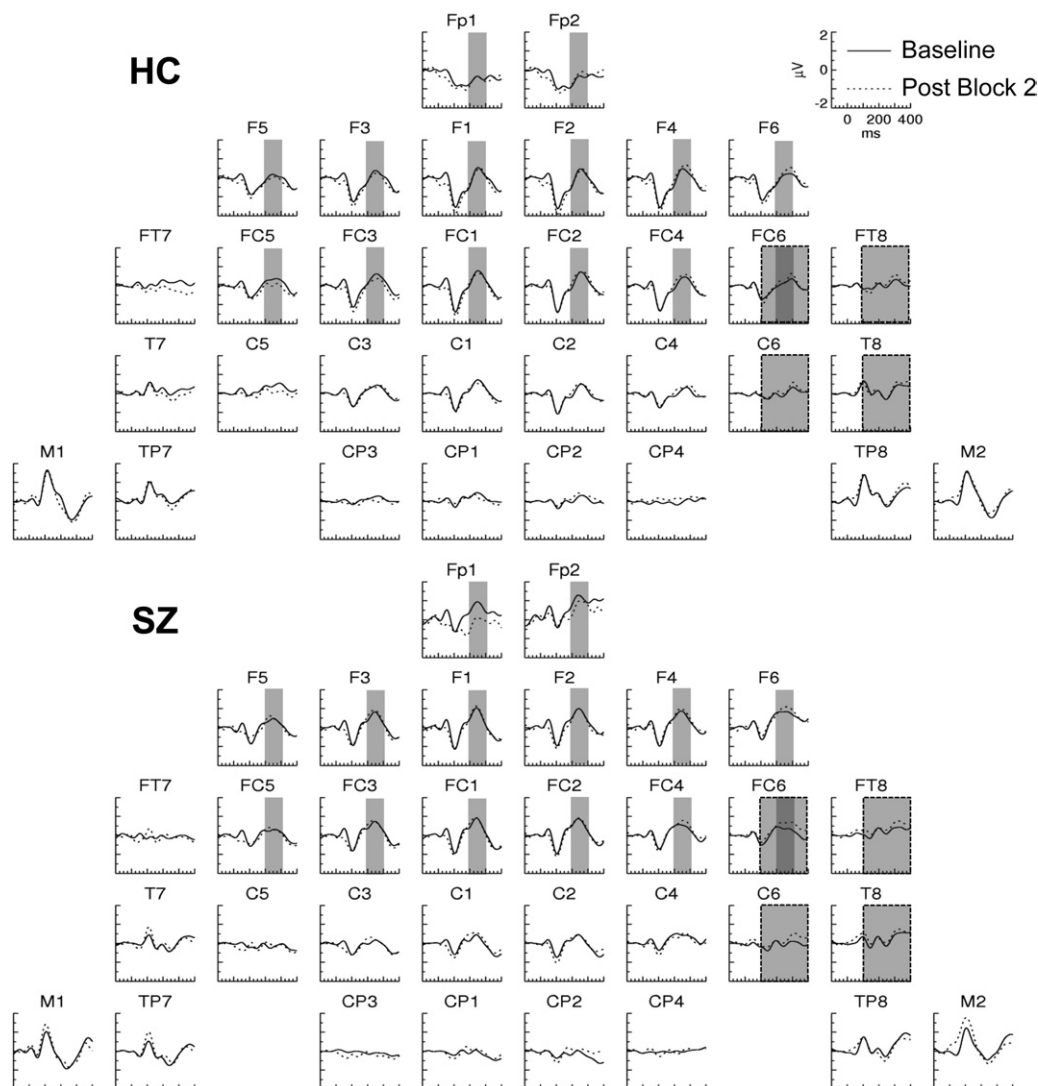 Fp1 Fp2
2
0
-2
μV
Baseline
Post Block 2
0 200 400
ms
HC
F5 F3 F1 F2 F4 F6
FT7 FC5 FC3 FC1 FC2 FC4 FC6 FT8
T7 C5 C3 C1 C2 C4 C6 T8
M1 TP7 CP3 CP1 CP2 CP4 TP8 M2
Fp1 Fp2
SZ
F5 F3 F1 F2 F4 F6
FT7 FC5 FC3 FC1 FC2 FC4 FC6 FT8
T7 C5 C3 C1 C2 C4 C6 T8
M1 TP7 CP3 CP1 CP2 CP4 TP8 M2